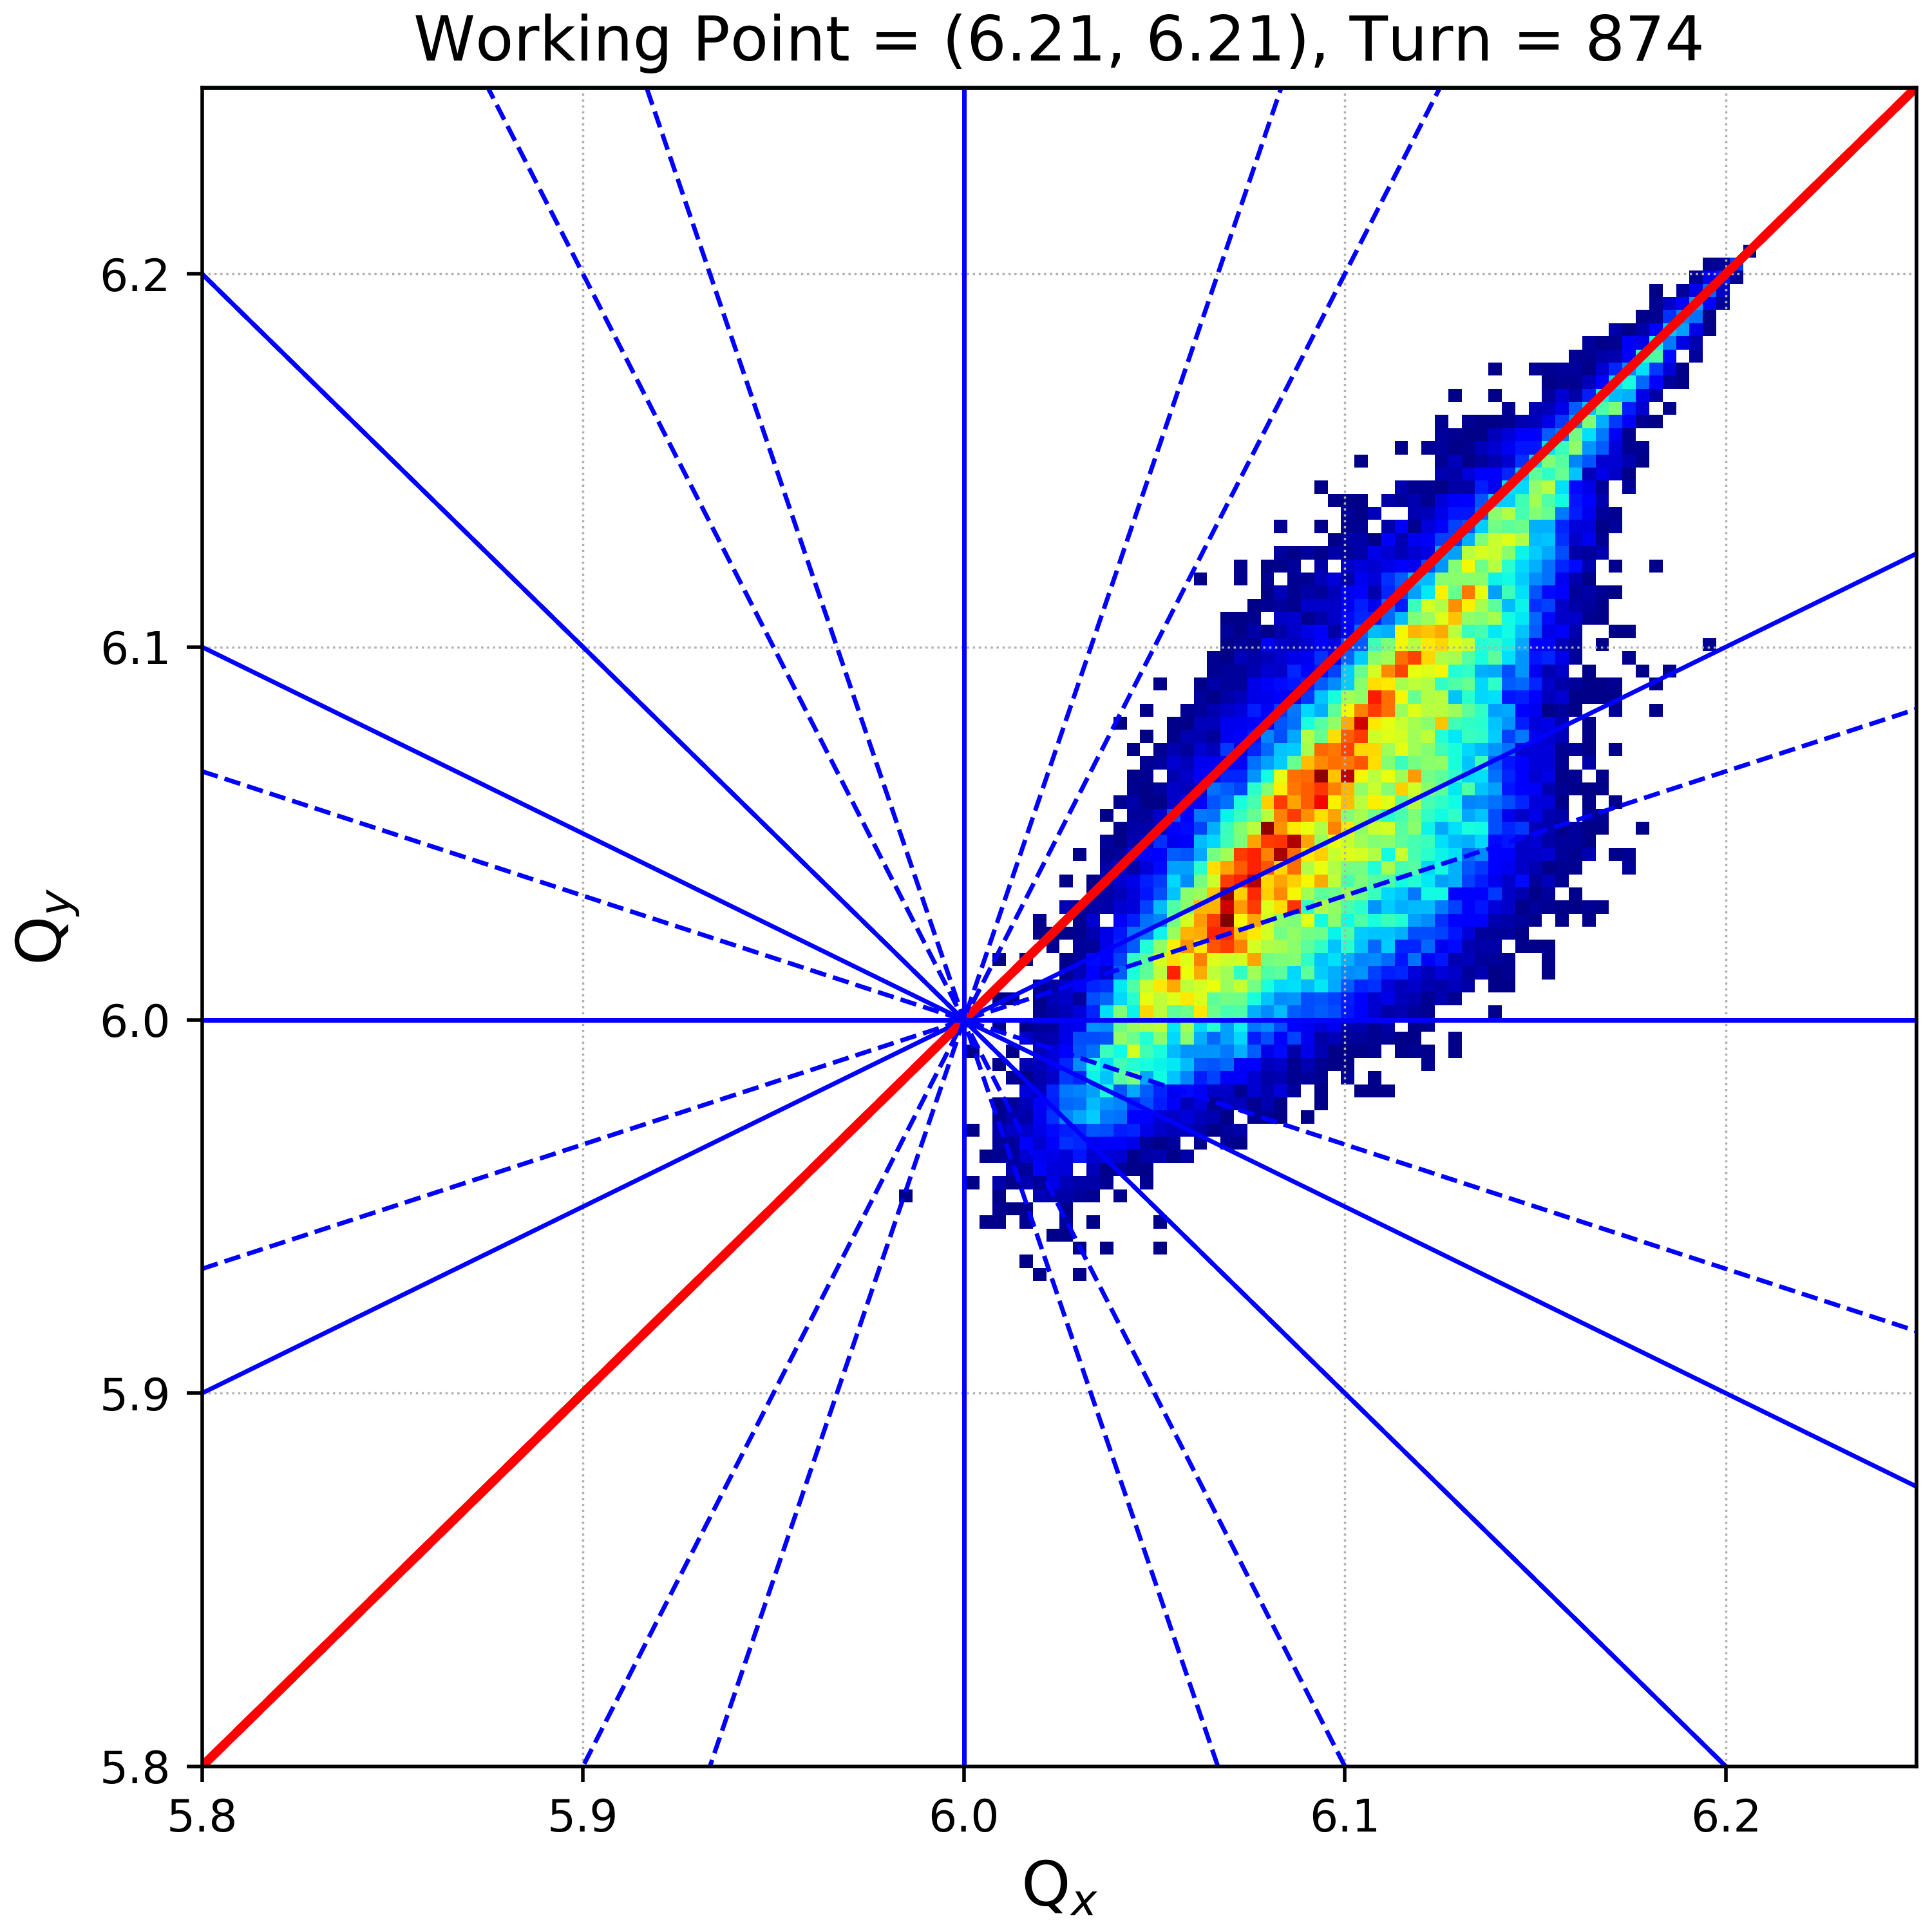 Working Point = (6.21, 6.21), Turn = 874
6.2
6.1
6.0
5.9
5.8
Qy
5.8 5.9 6.0 6.1 6.2
Qx